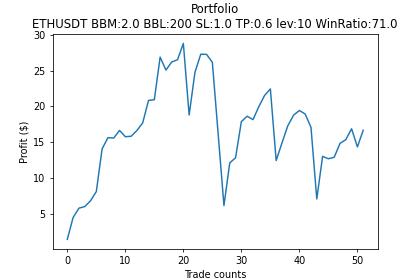 Portfolio
ETHUSDT BBM:2.0 BBL:200 SL:1.0 TP:0.6 lev:10 WinRatio:71.0
30
25
20
15
10
5
Profit ($)
0 10 20 30 40 50
Trade counts